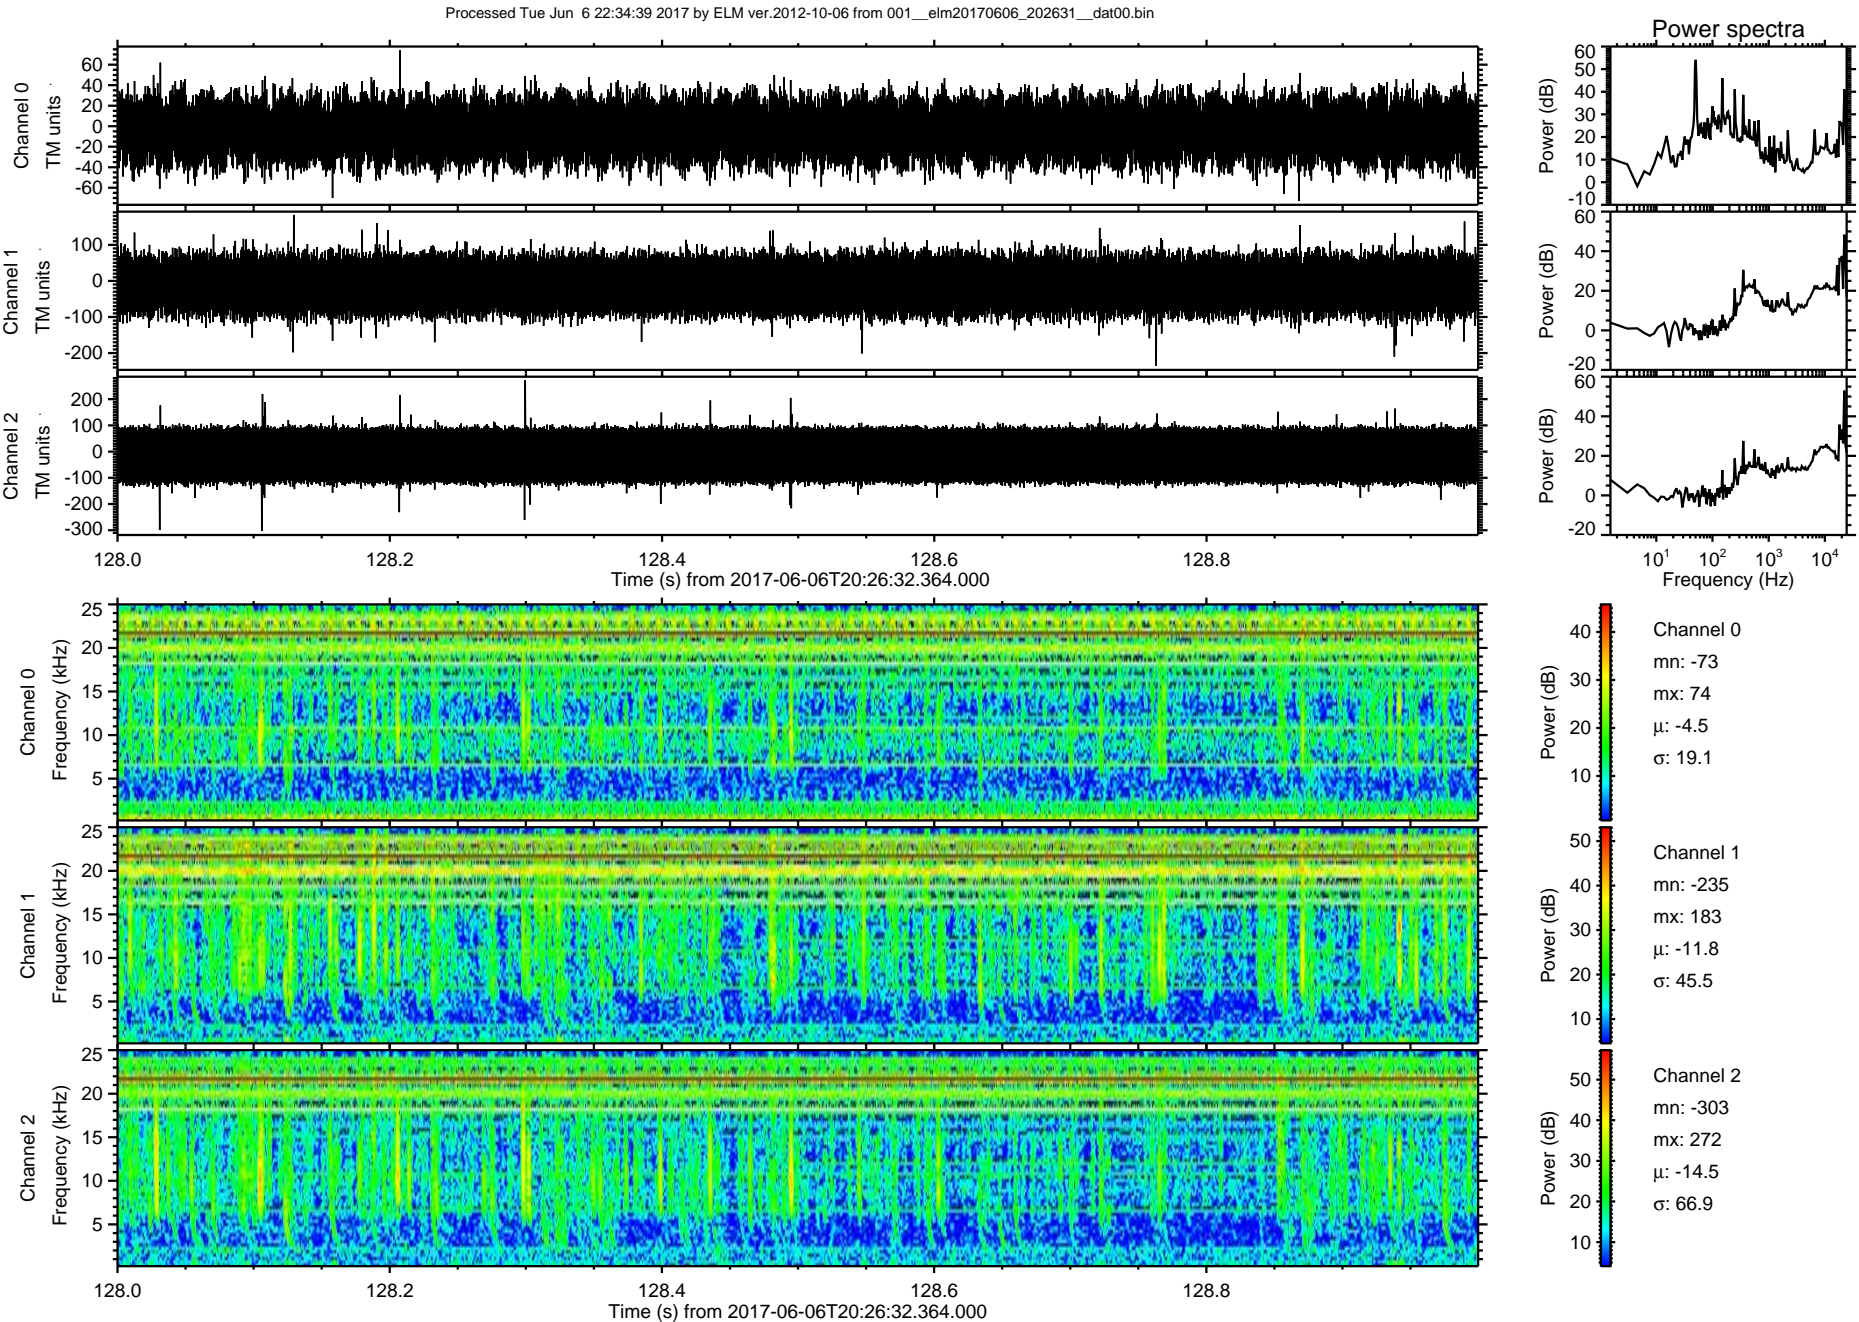 Processed Tue Jun 6 22:34:39 2017 by ELM ver.2012-10-06 from 001__elm20170606_202631__dat00.bin
Power spectra
Channel 0
TM units
60
40
20
0
-20
-40
-60
Power (dB)
60
50
40
30
20
10
0
-10
Channel 1
TM units
100
0
-100
-200
Power (dB)
60
40
20
0
-20
Channel 2
TM units
200
100
0
-100
-200
-300
Power (dB)
60
40
20
0
-20
128.0 128.2 128.4 128.6 128.8
Time (s) from 2017-06-06T20:26:32.364.000
10¹ 10² 10³ 10⁴
Frequency (Hz)
Channel 0
Frequency (kHz)
25
20
15
10
5
Power (dB)
40
30
20
10
Channel 0
mn: -73
mx: 74
µ: -4.5
σ: 19.1
Channel 1
Frequency (kHz)
25
20
15
10
5
Power (dB)
50
40
30
20
10
Channel 1
mn: -235
mx: 183
µ: -11.8
σ: 45.5
Channel 2
Frequency (kHz)
25
20
15
10
5
Power (dB)
50
40
30
20
10
Channel 2
mn: -303
mx: 272
µ: -14.5
σ: 66.9
128.0 128.2 128.4 128.6 128.8
Time (s) from 2017-06-06T20:26:32.364.000